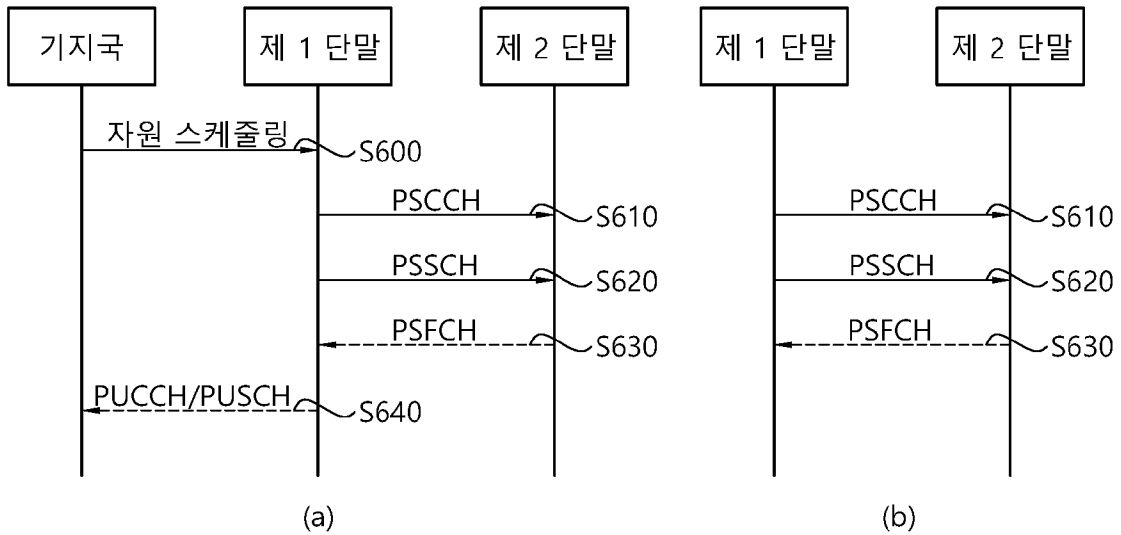 기지국
제 1 단말
제 2 단말
자원 스케줄링
S600
PSCCH
S610
PSSCH
S620
PSFCH
S630
PUCCH/PUSCH
S640
(a)
제 1 단말
제 2 단말
PSCCH
S610
PSSCH
S620
PSFCH
S630
(b)